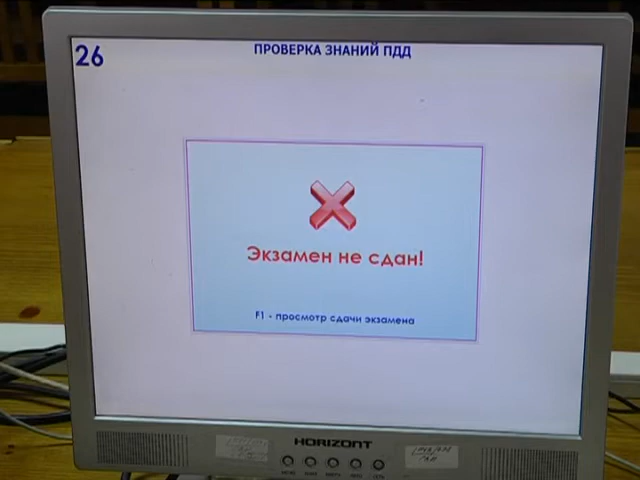 26
ПРОВЕРКА ЗНАНИЙ ПДД
Экзамен не сдан!
F1 - просмотр сдачи экзамена
HORIZONT